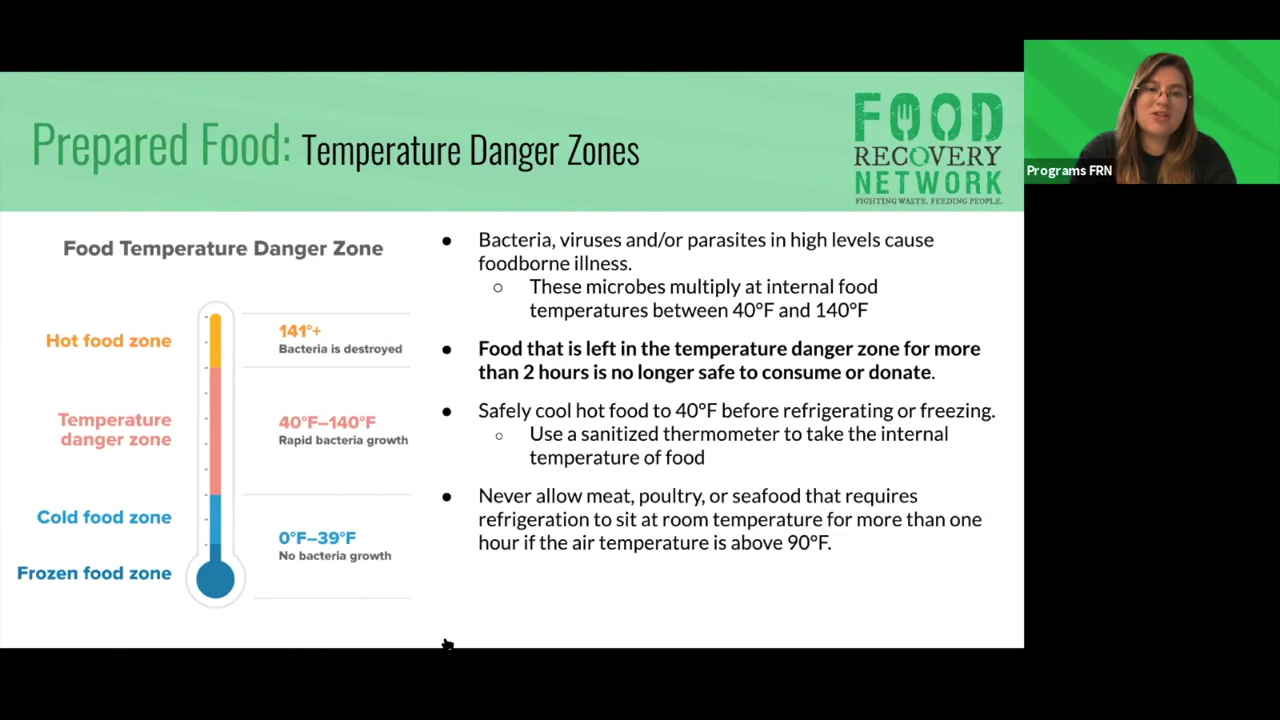 Prepared Food: Temperature Danger Zones
FOOD
RECOVERY
NETWORK
FIGHTING WASTE. FEEDING PEOPLE.
Programs FRN
Food Temperature Danger Zone
Hot food zone
141°+
Bacteria is destroyed
Temperature
danger zone
40°F–140°F
Rapid bacteria growth
Cold food zone
0°F–39°F
No bacteria growth
Frozen food zone
● Bacteria, viruses and/or parasites in high levels cause
foodborne illness.
○ These microbes multiply at internal food
temperatures between 40°F and 140°F
● Food that is left in the temperature danger zone for more
than 2 hours is no longer safe to consume or donate.
● Safely cool hot food to 40°F before refrigerating or freezing.
○ Use a sanitized thermometer to take the internal
temperature of food
● Never allow meat, poultry, or seafood that requires
refrigeration to sit at room temperature for more than one
hour if the air temperature is above 90°F.